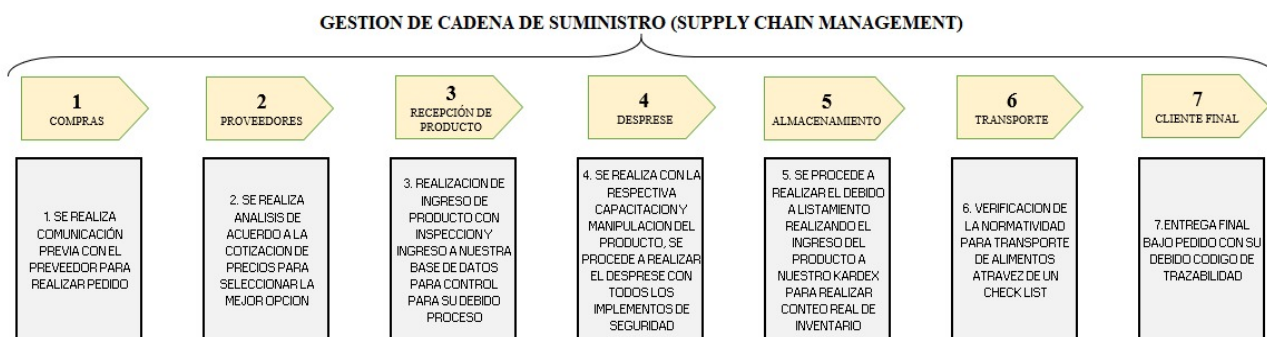 GESTION DE CADENA DE SUMINISTRO (SUPPLY CHAIN MANAGEMENT)
1
COMPRAS
2
PROVEEDORES
3
RECEPCIÓN DE
PRODUCTO
4
DESPRESE
5
ALMACENAMIENTO
6
TRANSPORTE
7
CLIENTE FINAL
1. SE REALIZA
COMUNICACIÓN
PREVIA CON EL
PREVEEDOR PARA
REALIZAR PEDIDO
2. SE REALIZA
ANALISIS DE
ACUERDO A LA
COTIZACION DE
PRECIOS PARA
SELECCIONAR LA
MEJOR OPCION
3. REALIZACION DE
INGRESO DE
PRODUCTO CON
INSPECCION Y
INGRESO A NUESTRA
BASE DE DATOS
PARA CONTROL
PARA SU DEBIDO
PROCESO
4. SE REALIZA CON LA
RESPECTIVA
CAPACITACION Y
MANIPULACION DEL
PRODUCTO, SE
PROCEDE A REALIZAR
EL DESPRESE CON
TODOS LOS
IMPLEMENTOS DE
SEGURIDAD
5. SE PROCEDE A
REALIZAR EL DEBIDO
A LISTAMIENTO
REALIZANDO EL
INGRESO DEL
PRODUCTO A
NUESTRO KARDEX
PARA REALIZAR
CONTEO REAL DE
INVENTARIO
6. VERIFICACION DE
LA NORMATIVIDAD
PARA TRANSPORTE
DE ALIMENTOS
ATRAVEZ DE UN
CHECK LIST
7.ENTREGA FINAL
BAJO PEDIDO CON SU
DEBIDO CODIGO DE
TRAZABILIDAD